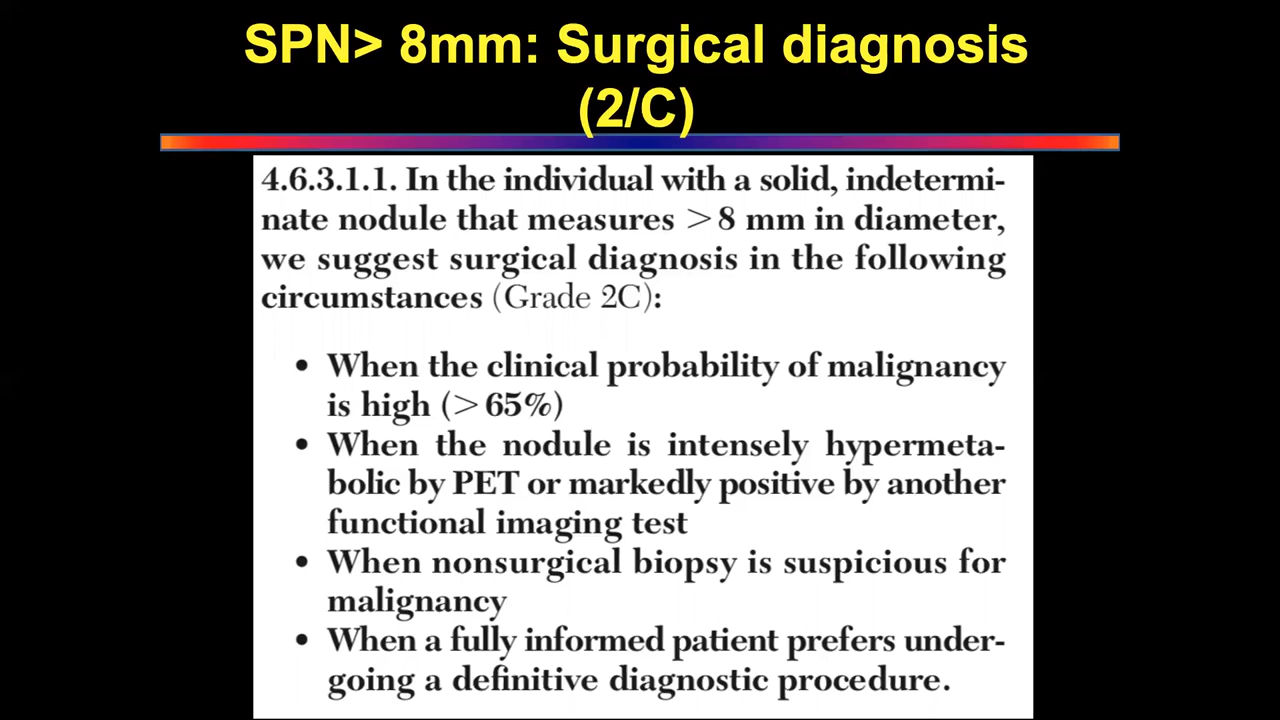 SPN> 8mm: Surgical diagnosis
(2/C)
4.6.3.1.1. In the individual with a solid, indetermi-
nate nodule that measures >8 mm in diameter,
we suggest surgical diagnosis in the following
circumstances (Grade 2C):
• When the clinical probability of malignancy
is high (>65%)
• When the nodule is intensely hypermeta-
bolic by PET or markedly positive by another
functional imaging test
• When nonsurgical biopsy is suspicious for
malignancy
• When a fully informed patient prefers under-
going a definitive diagnostic procedure.